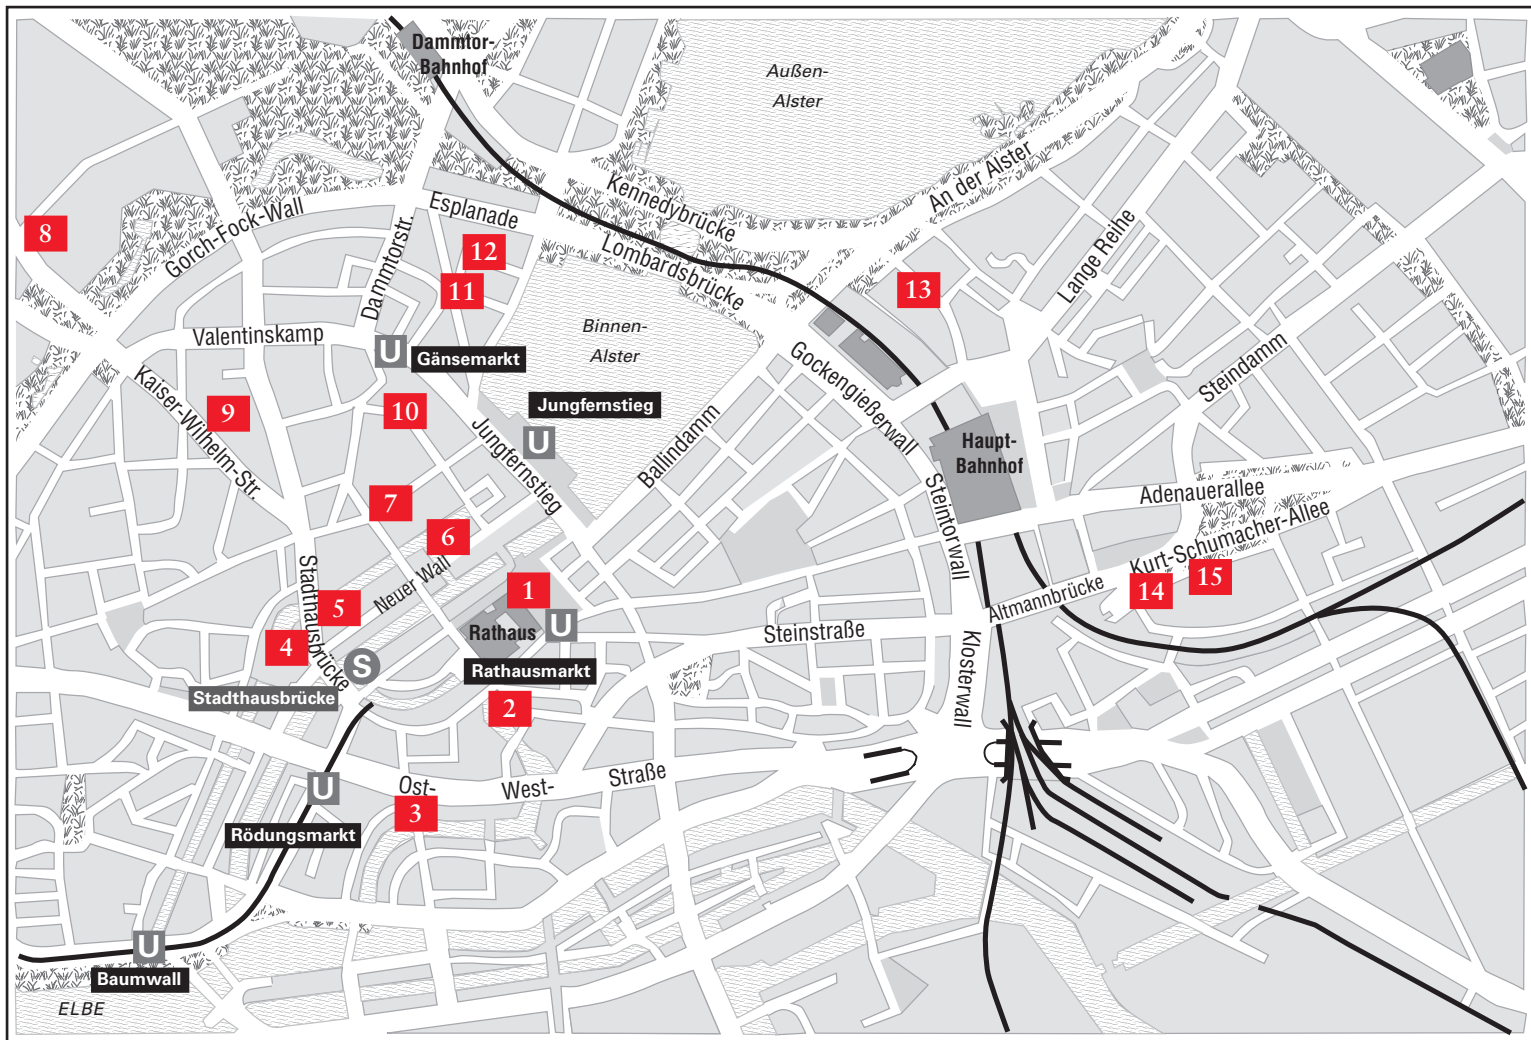 Dammtor-
Bahnhof
Außen-
Alster
An der Alster
Kennedybrücke
Lombardsbrücke
Esplanade
Gorch-Fock-Wall
Dammtorstr.
Lange Reihe
8
12
11
13
Valentinskamp
U
Gänsemarkt
Binnen-
Alster
Jungfernstieg
U
Kaiser-Wilhelm-Str.
9
10
Jungfernstieg
Ballindamm
Gockengießerwall
Steindamm
Haupt-
Bahnhof
Adenauerallee
Kurt-Schumacher-Allee
Steintorwall
7
6
Neuer Wall
Stadthausbrücke
5
4
1
Rathaus
U
Rathausmarkt
Steinstraße
Altmannbrücke
14
15
Klosterwall
S
Stadthausbrücke
2
U
Ost-
West-
Straße
3
Rödungsmarkt
U
Baumwall
ELBE